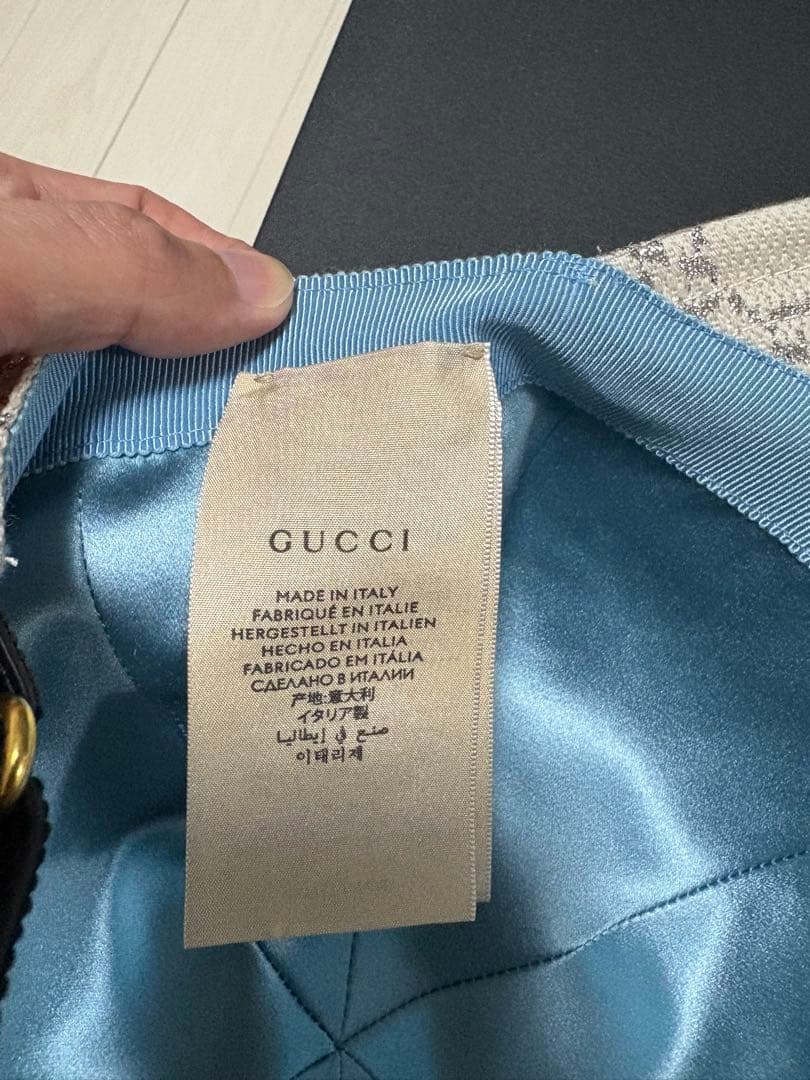 GUCCI
MADE IN ITALY
FABRIQUÉ EN ITALIE
HERGESTELLT IN ITALIEN
HECHO EN ITALIA
FABRICADO EM ITÁLIA
СДЕЛАНО В ИТАЛИИ
产地:意大利
イタリア製
صنع في إيطاليا
이태리제